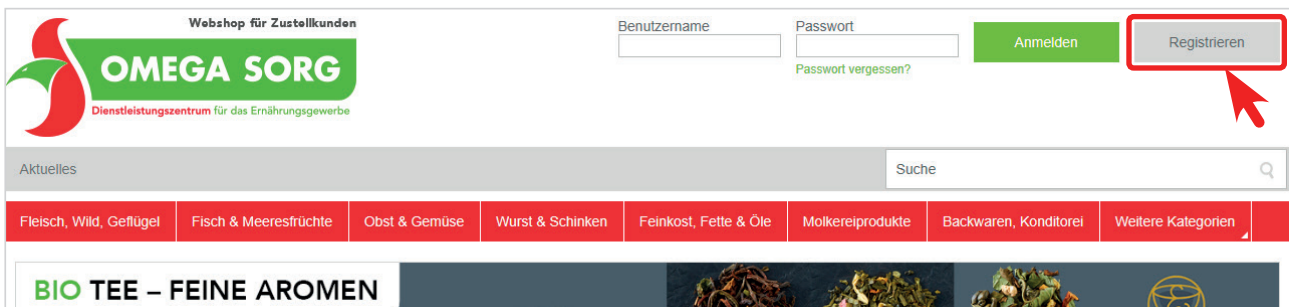 Webshop für Zustellkunden
OMEGA SORG
Dienstleistungszentrum für das Ernährungsgewerbe
Benutzername
Passwort
Passwort vergessen?
Anmelden
Registrieren
Aktuelles
Suche
Fleisch, Wild, Geflügel
Fisch & Meeresfrüchte
Obst & Gemüse
Wurst & Schinken
Feinkost, Fette & Öle
Molkereiprodukte
Backwaren, Konditorei
Weitere Kategorien
BIO TEE – FEINE AROMEN